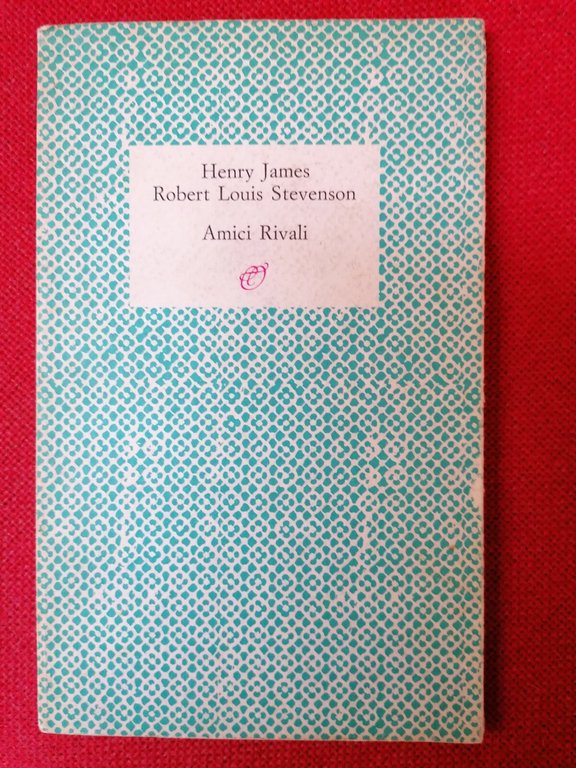 Henry James
Robert Louis Stevenson
Amici Rivali